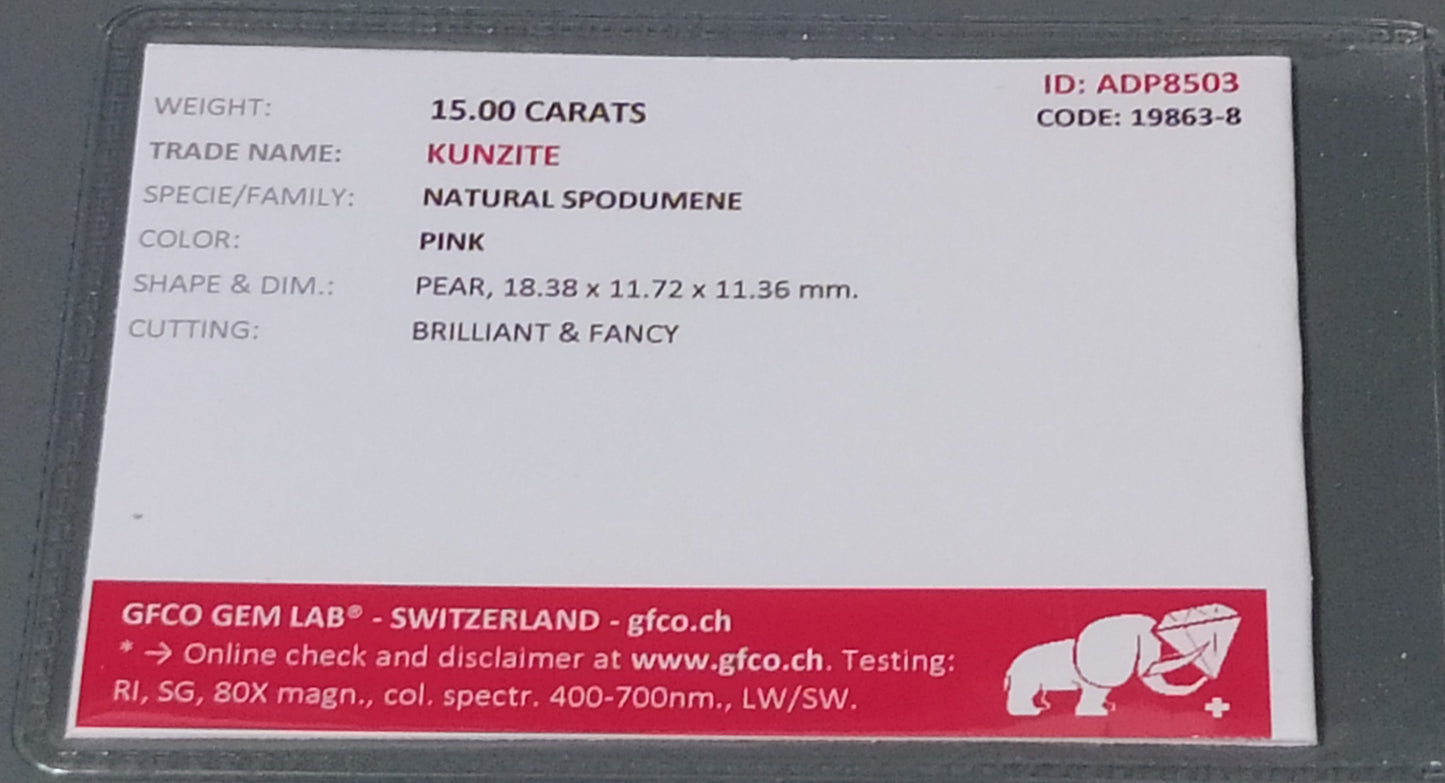 ID: ADP8503
CODE: 19863-8
WEIGHT: 15.00 CARATS
TRADE NAME: KUNZITE
SPECIE/FAMILY: NATURAL SPODUMENE
COLOR: PINK
SHAPE & DIM.: PEAR, 18.38 x 11.72 x 11.36 mm.
CUTTING: BRILLIANT & FANCY
GFCO GEM LAB® - SWITZERLAND - gfco.ch
* → Online check and disclaimer at www.gfco.ch. Testing:
RI, SG, 80X magn., col. spectr. 400-700nm., LW/SW.